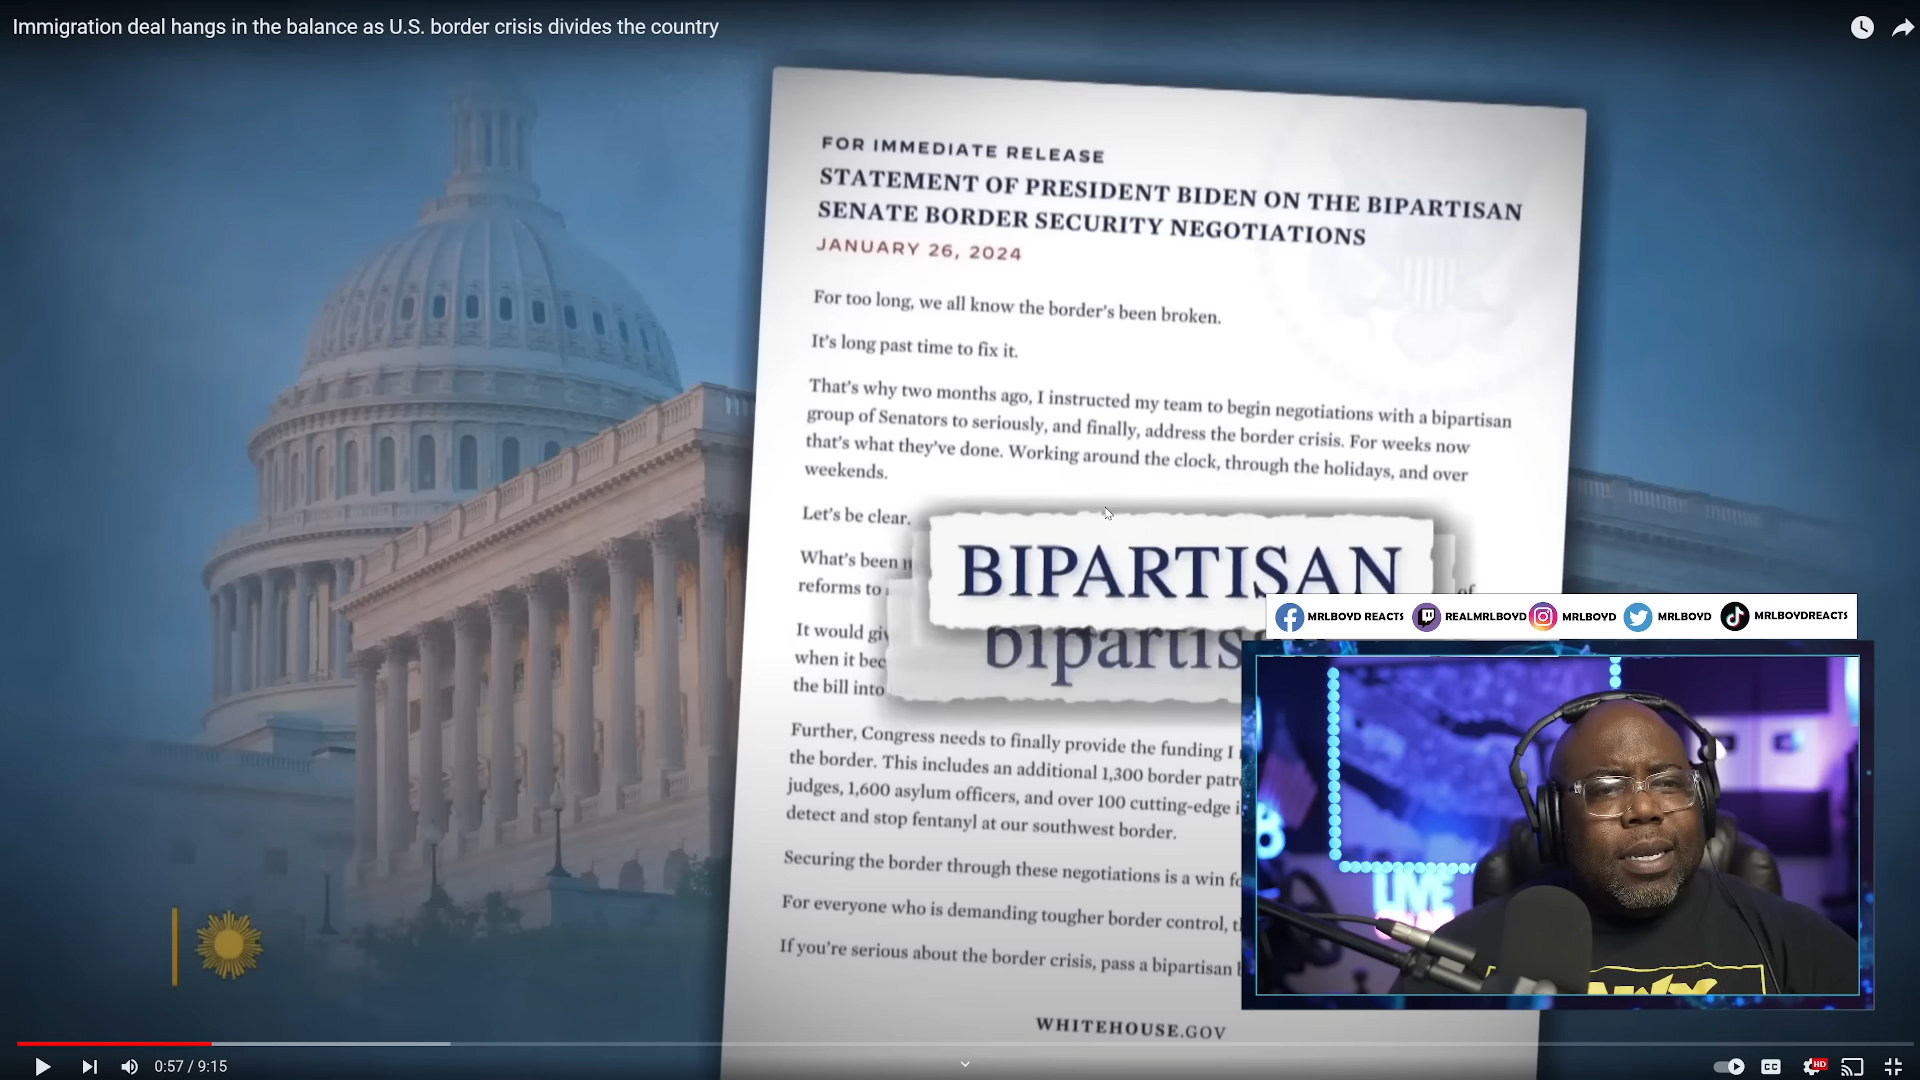 Immigration deal hangs in the balance as U.S. border crisis divides the country
FOR IMMEDIATE RELEASE
STATEMENT OF PRESIDENT BIDEN ON THE BIPARTISAN
SENATE BORDER SECURITY NEGOTIATIONS
JANUARY 26, 2024
For too long, we all know the border's been broken.
It's long past time to fix it.
That's why two months ago, I instructed my team to begin negotiations with a bipartisan
group of Senators to seriously, and finally, address the border crisis. For weeks now
that's what they've done. Working around the clock, through the holidays, and over
weekends.
Let's be clear.
What's been
reforms to
of
BIPARTISAN
It would
when it
the bill into
Further, Congress needs to finally provide the funding I
the border. This includes an additional 1,300 border
judges, 1,600 asylum officers, and over 100 cutting-edge
detect and stop fentanyl at our southwest border.
Securing the border through these negotiations is a win
For everyone who is demanding tougher border control,
If you're serious about the border crisis, pass a bipartisan
WHITEHOUSE.GOV
MRLBOYD REACTS REALMRLBOYD MRLBOYD MRLBOYD MRLBOYDREACTS
LIVE
0:57 / 9:15
CC
HD